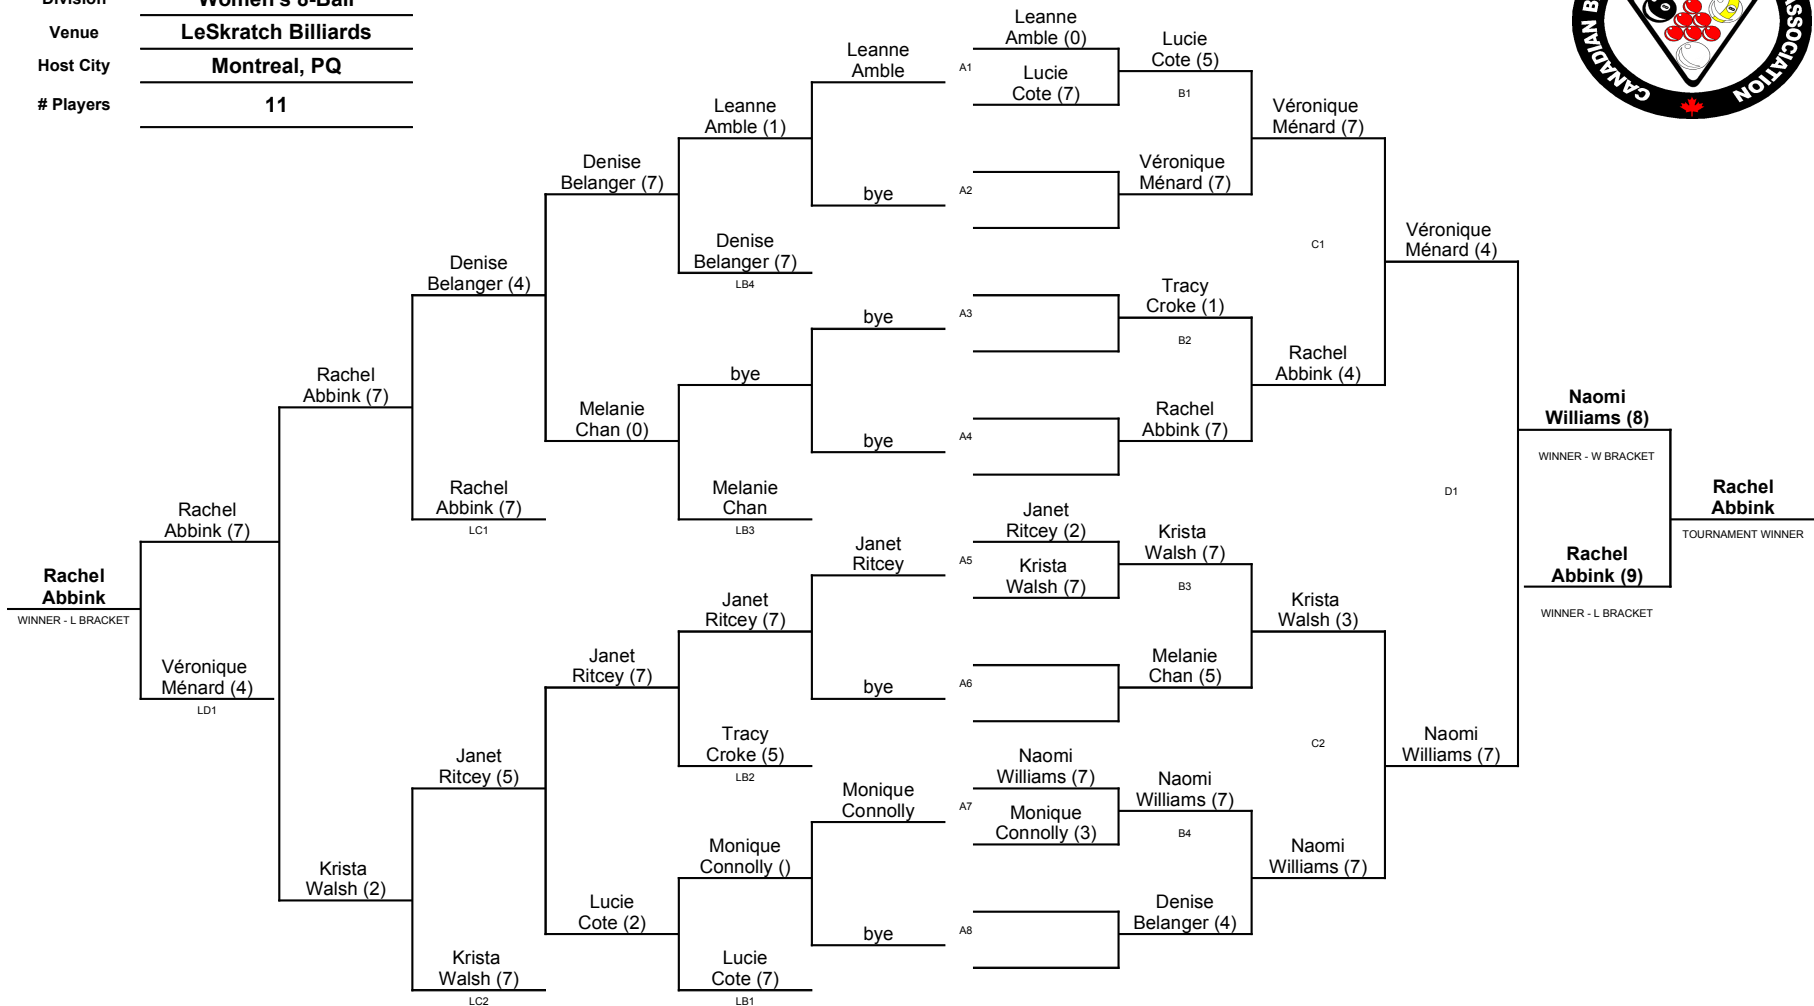 Division
Women's 8-Ball
Venue
LeSkratch Billiards
Host City
Montreal, PQ
# Players
11
CANADIAN B
SSOCIATION
Leanne
Amble (0)
A1
Lucie
Cote (7)
A2
A3
A4
Janet
Ritcey (2)
A5
Krista
Walsh (7)
A6
Naomi
Williams (7)
A7
Monique
Connolly (3)
A8
Lucie
Cote (5)
B1
Véronique
Ménard (7)
Tracy
Croke (1)
B2
Rachel
Abbink (7)
Krista
Walsh (7)
B3
Melanie
Chan (5)
Naomi
Williams (7)
B4
Denise
Belanger (4)
Véronique
Ménard (7)
C1
Rachel
Abbink (4)
Krista
Walsh (3)
C2
Naomi
Williams (7)
Véronique
Ménard (4)
D1
Naomi
Williams (7)
Naomi
Williams (8)
WINNER - W BRACKET
Rachel
Abbink (9)
WINNER - L BRACKET
Rachel
Abbink
TOURNAMENT WINNER
Leanne
Amble
bye
bye
bye
Janet
Ritcey
bye
Monique
Connolly
bye
Leanne
Amble (1)
Denise
Belanger (7)
LB4
bye
Melanie
Chan
LB3
Janet
Ritcey (7)
Tracy
Croke (5)
LB2
Monique
Connolly ()
Lucie
Cote (7)
LB1
Denise
Belanger (7)
Melanie
Chan (0)
Janet
Ritcey (7)
Lucie
Cote (2)
Denise
Belanger (4)
Rachel
Abbink (7)
LC1
Janet
Ritcey (5)
Krista
Walsh (7)
LC2
Rachel
Abbink (7)
Krista
Walsh (2)
Rachel
Abbink (7)
Véronique
Ménard (4)
LD1
Rachel
Abbink
WINNER - L BRACKET